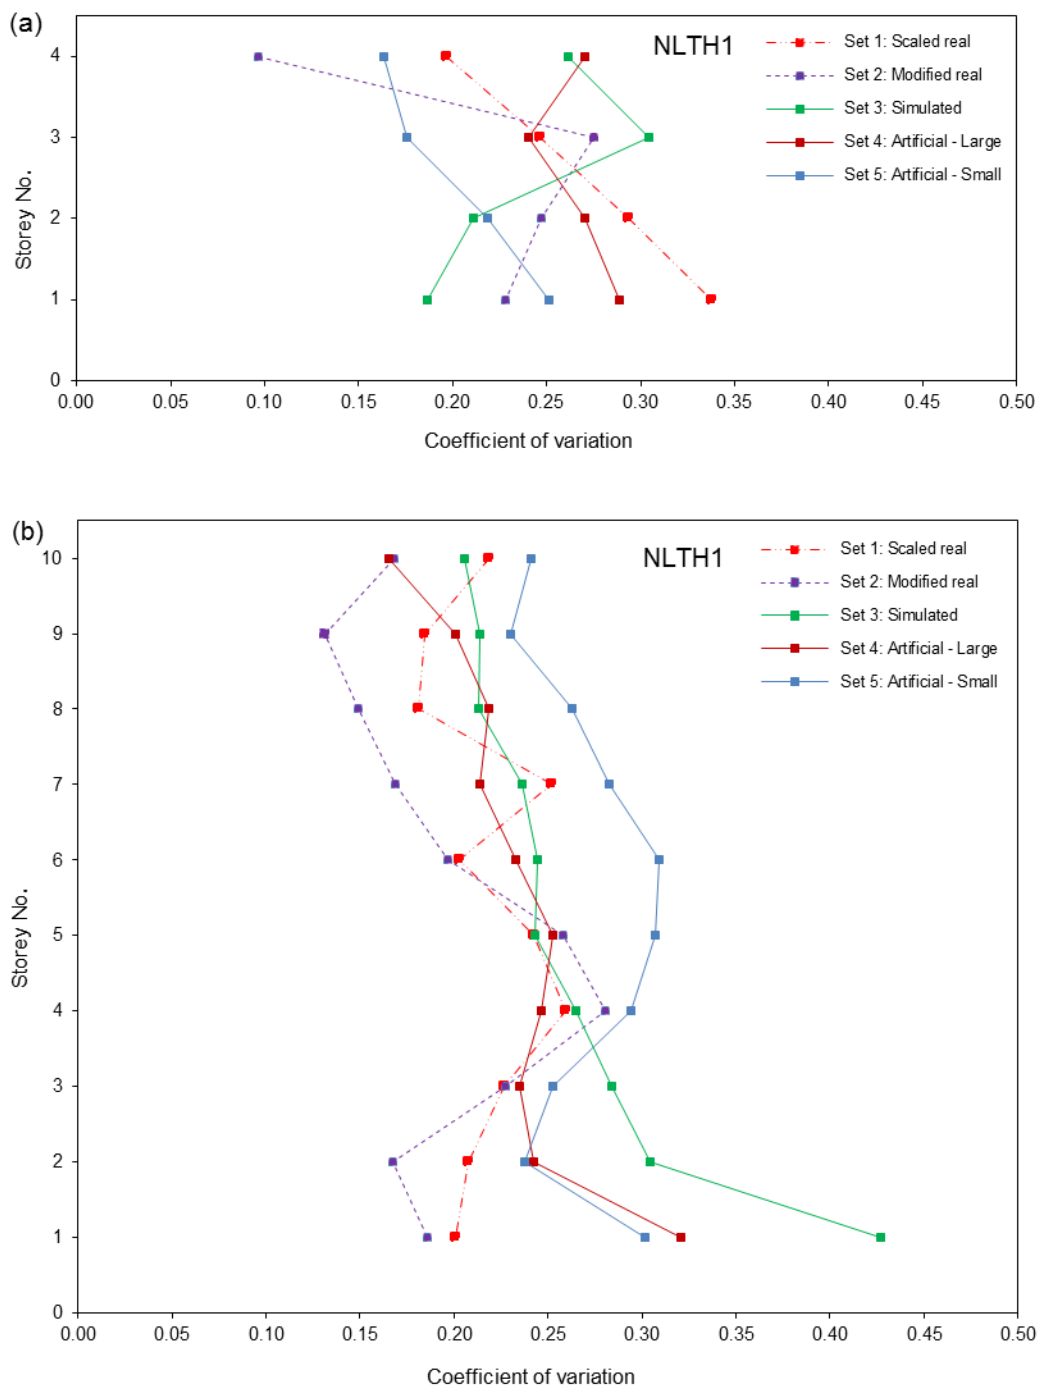 (a)
NLTH1
Set 1: Scaled real
Set 2: Modified real
Set 3: Simulated
Set 4: Artificial - Large
Set 5: Artificial - Small
Storey No.
4
3
2
1
0
0.00 0.10 0.15 0.20 0.25 0.30 0.35 0.40 0.45 0.50
Coefficient of variation
(b)
NLTH1
Set 1: Scaled real
Set 2: Modified real
Set 3: Simulated
Set 4: Artificial - Large
Set 5: Artificial - Small
Storey No.
10
9
8
7
6
5
4
3
2
1
0
0.00 0.05 0.10 0.15 0.20 0.25 0.30 0.35 0.40 0.45 0.50
Coefficient of variation